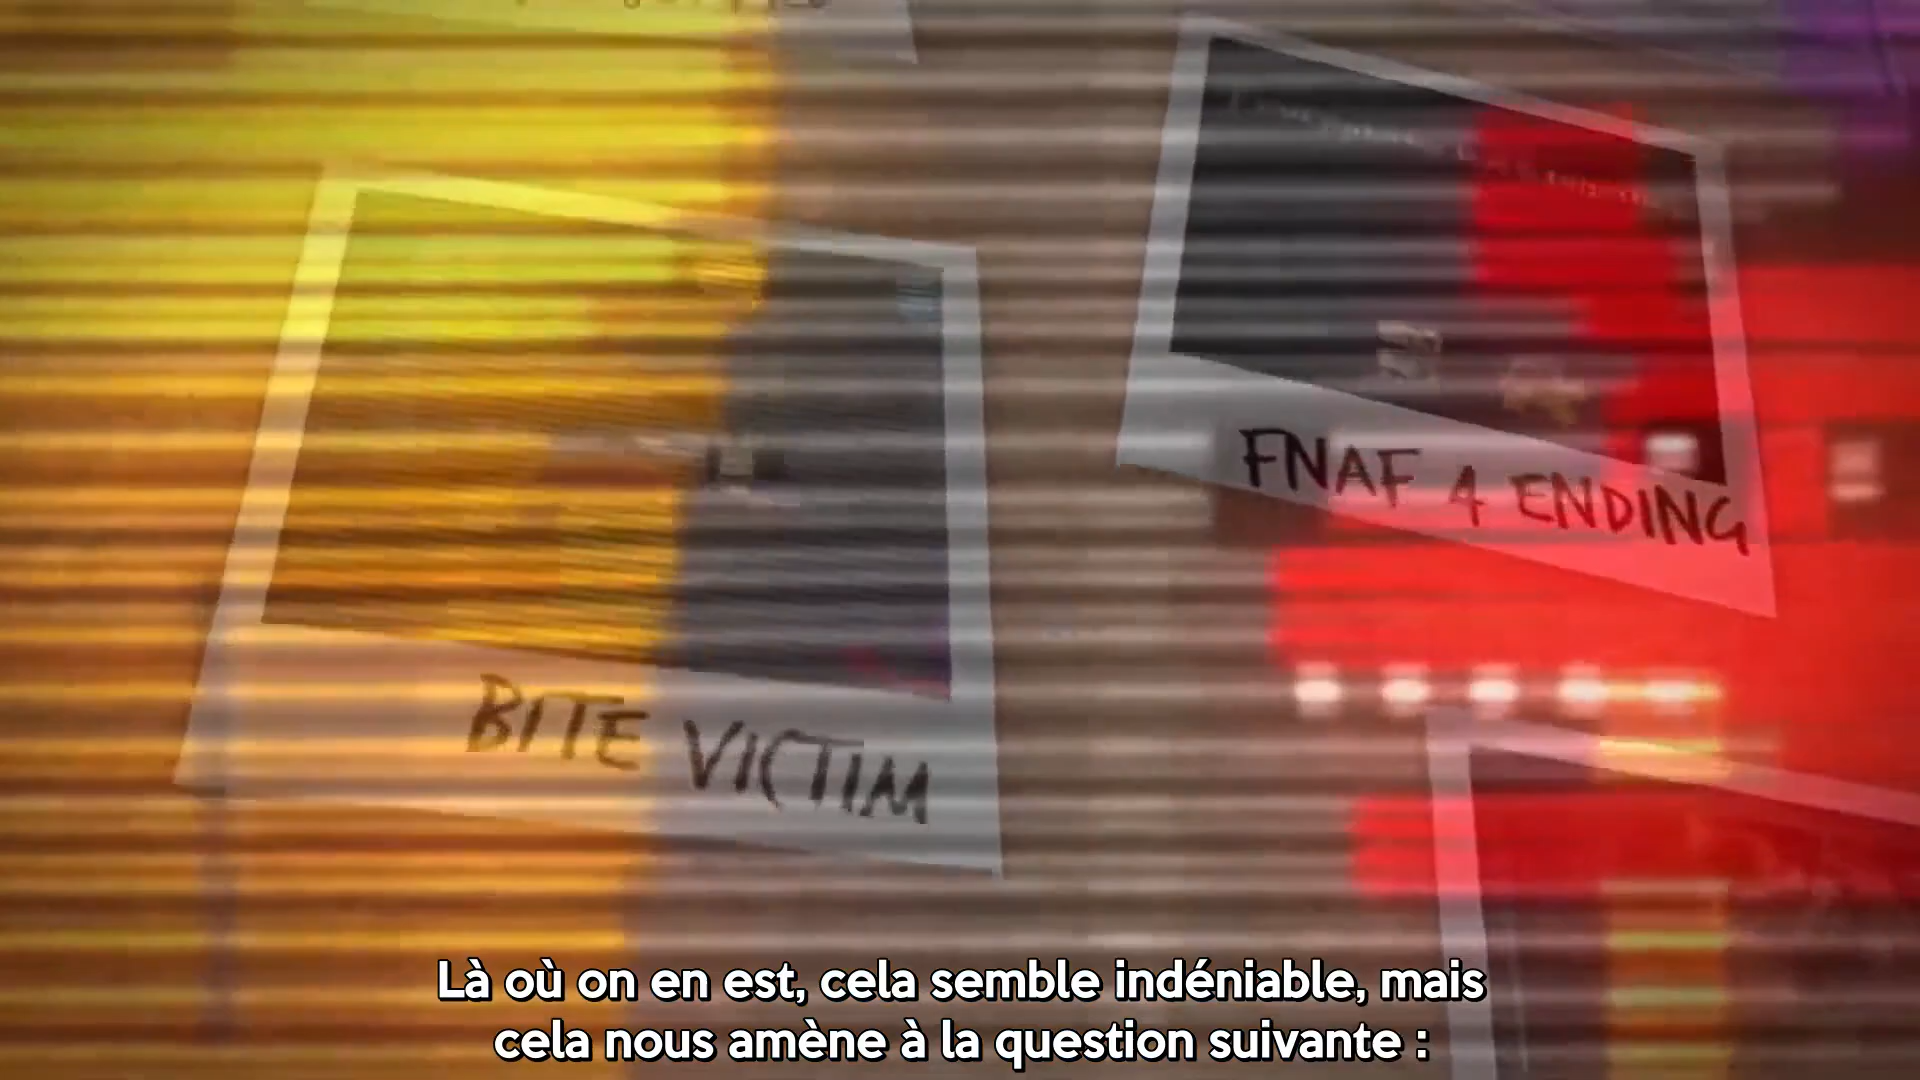 FNAF 4 ENDING
BITE VICTIM
Là où on en est, cela semble indéniable, mais
cela nous amène à la question suivante :